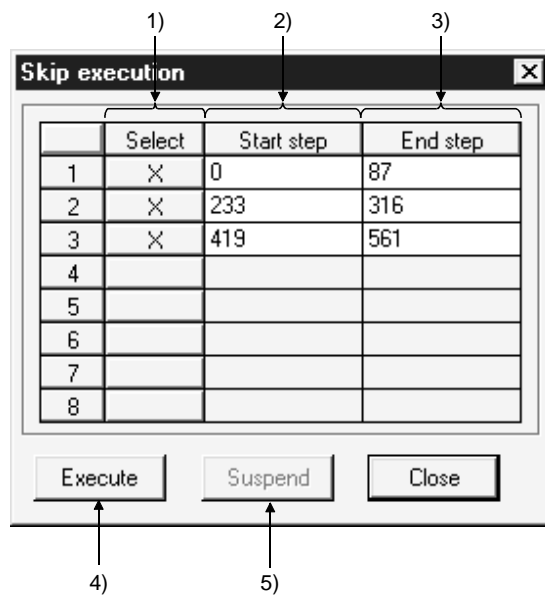 1) 2) 3)
Skip execution
Select Start step End step
1 X 0 87
2 X 233 316
3 X 419 561
4
5
6
7
8
Execute Suspend Close
4) 5)